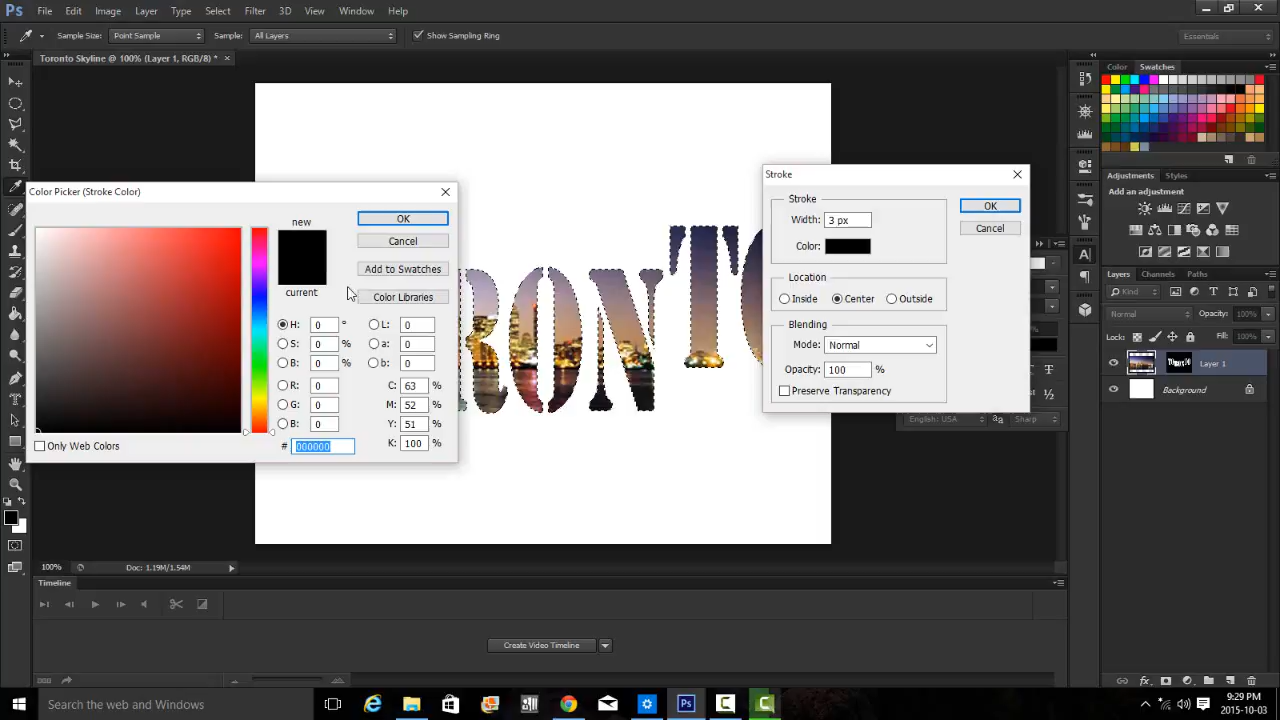 Ps File Edit Image Layer Type Select Filter 3D View Window Help
Sample Size: Point Sample Sample: All Layers Show Sampling Ring Essentials
Toronto Skyline @ 100% (Layer 1, RGB/8) * ×
Color Swatches
Color Picker (Stroke Color)
new
OK
Cancel
Add to Swatches
current
Color Libraries
H: 0 °
S: 0 %
B: 0 %
R: 0
G: 0
B: 0
L: 0
a: 0
b: 0
C: 63 %
M: 52 %
Y: 51 %
K: 100 %
Only Web Colors
# 000000
RONTO
Stroke
Stroke
Width: 3 px
Color:
OK
Cancel
Location
Inside Center Outside
Blending
Mode: Normal
Opacity: 100 %
Preserve Transparency
English: USA aa Sharp
Adjustments Styles
Add an adjustment
Layers Channels Paths
Kind
Normal Opacity: 100%
Lock: Fill: 100%
Layer 1
Background
100% Doc: 1.19M/1.54M
Timeline
Create Video Timeline
Search the web and Windows
9:29 PM
2015-10-03